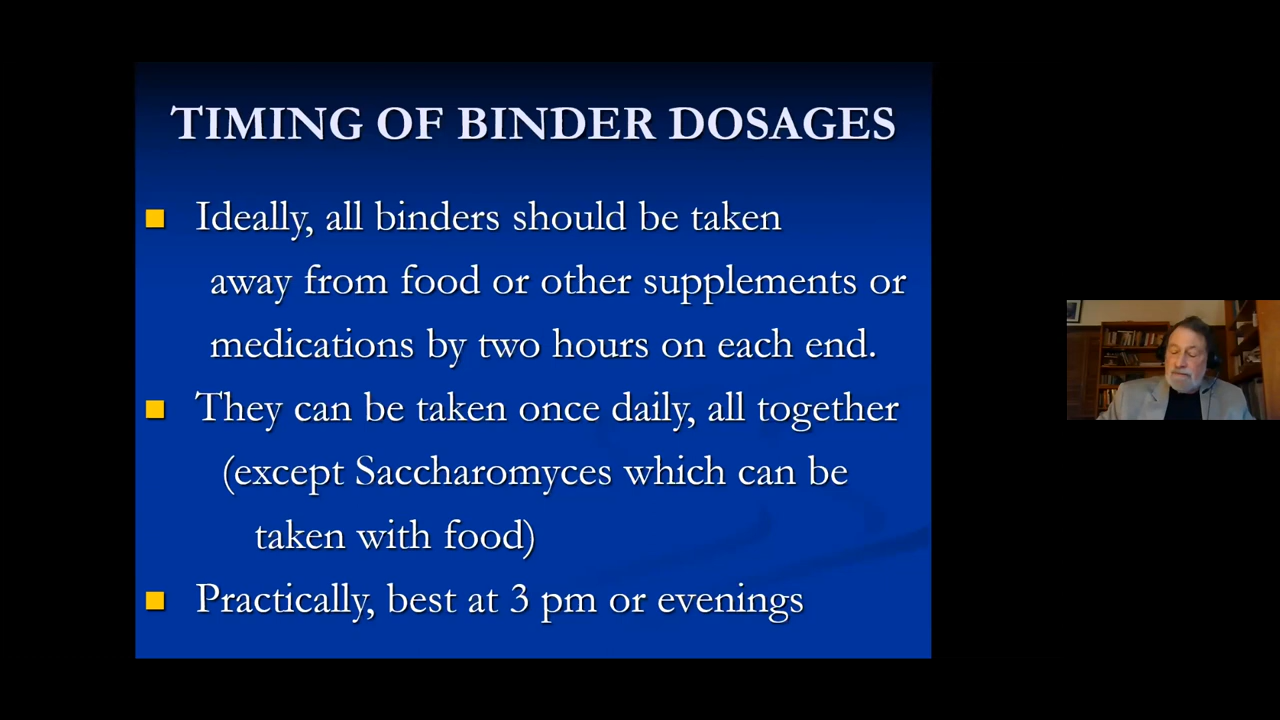 TIMING OF BINDER DOSAGES
Ideally, all binders should be taken
away from food or other supplements or
medications by two hours on each end.
They can be taken once daily, all together
(except Saccharomyces which can be
taken with food)
Practically, best at 3 pm or evenings